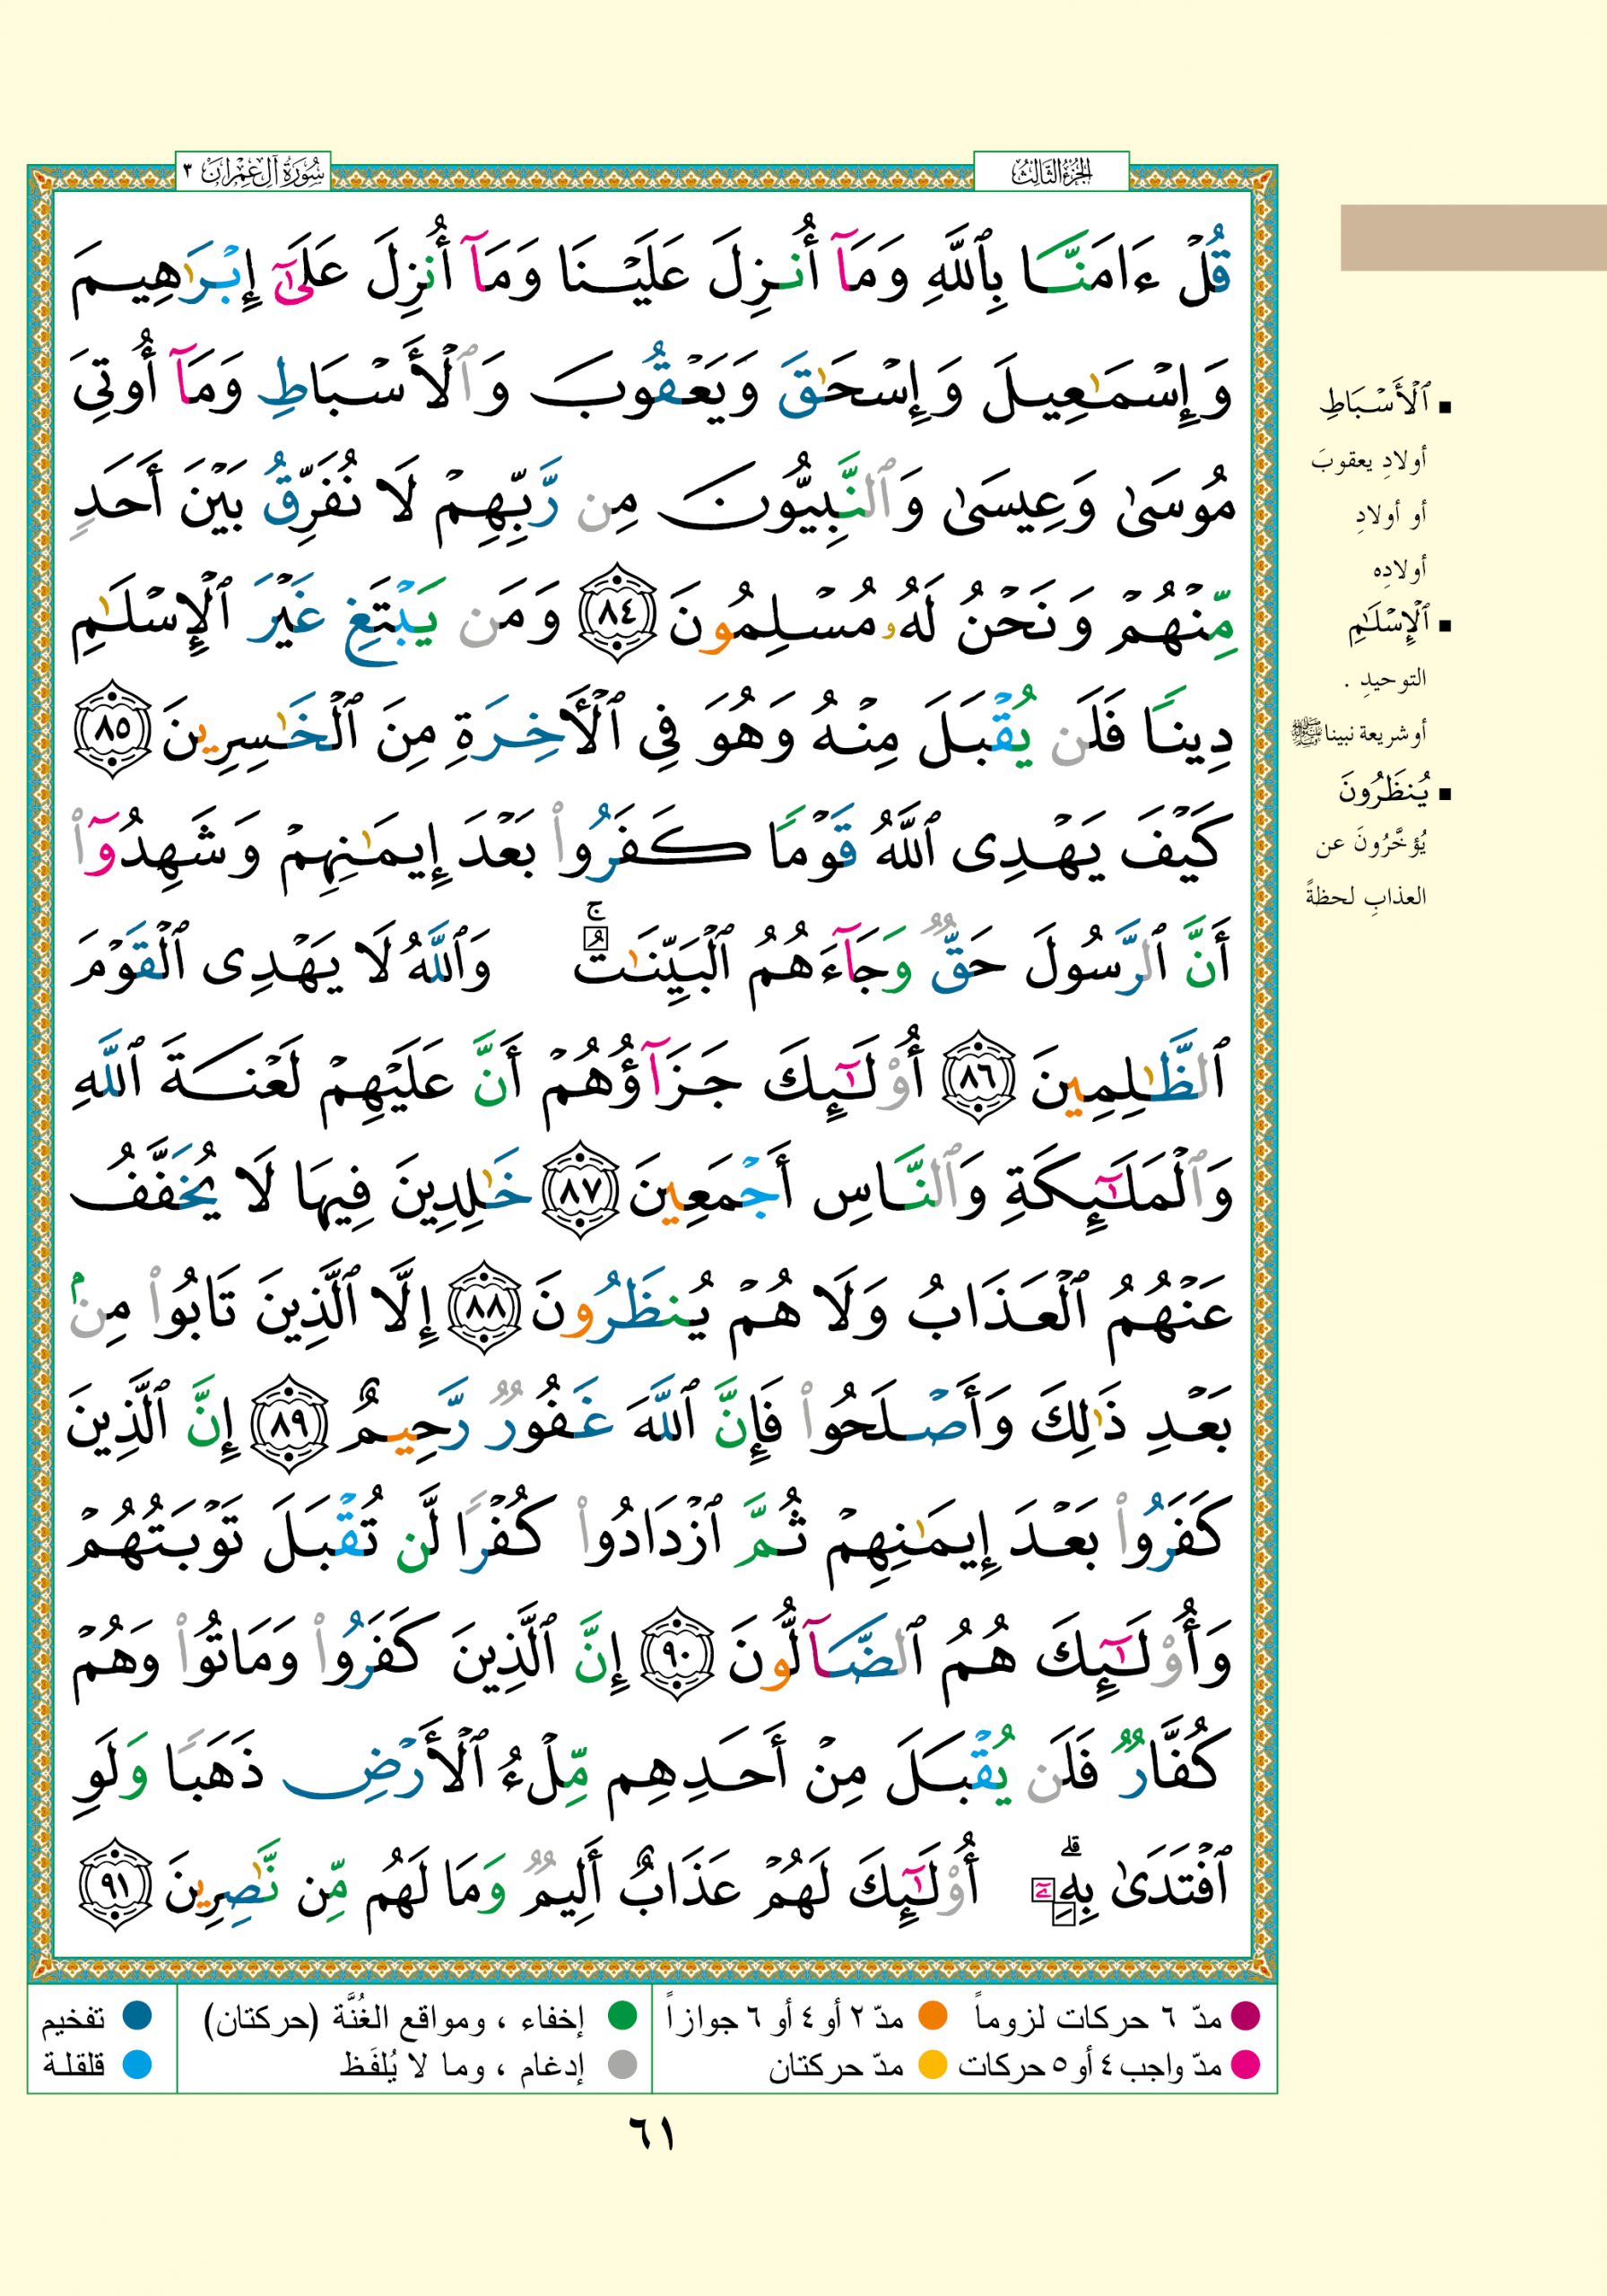 الجزء الثالث
سورة آل عمران ٣
قُلْ ءَامَنَّا بِٱللَّهِ وَمَآ أُنزِلَ عَلَيْنَا وَمَآ أُنزِلَ عَلَىٰٓ إِبْرَٰهِيمَ
وَإِسْمَٰعِيلَ وَإِسْحَٰقَ وَيَعْقُوبَ وَٱلْأَسْبَاطِ وَمَآ أُوتِىَ
مُوسَىٰ وَعِيسَىٰ وَٱلنَّبِيُّونَ مِن رَّبِّهِمْ لَا نُفَرِّقُ بَيْنَ أَحَدٍ
مِّنْهُمْ وَنَحْنُ لَهُۥ مُسْلِمُونَ ٨٤ وَمَن يَبْتَغِ غَيْرَ ٱلْإِسْلَٰمِ
دِينًا فَلَن يُقْبَلَ مِنْهُ وَهُوَ فِى ٱلْأَخِرَةِ مِنَ ٱلْخَٰسِرِينَ ٨٥
كَيْفَ يَهْدِى ٱللَّهُ قَوْمًا كَفَرُوا۟ بَعْدَ إِيمَٰنِهِمْ وَشَهِدُوٓا۟
أَنَّ ٱلرَّسُولَ حَقٌّ وَجَآءَهُمُ ٱلْبَيِّنَٰتُ ۚ وَٱللَّهُ لَا يَهْدِى ٱلْقَوْمَ
ٱلظَّٰلِمِينَ ٨٦ أُو۟لَٰٓئِكَ جَزَآؤُهُمْ أَنَّ عَلَيْهِمْ لَعْنَةَ ٱللَّهِ
وَٱلْمَلَٰٓئِكَةِ وَٱلنَّاسِ أَجْمَعِينَ ٨٧ خَٰلِدِينَ فِيهَا لَا يُخَفَّفُ
عَنْهُمُ ٱلْعَذَابُ وَلَا هُمْ يُنظَرُونَ ٨٨ إِلَّا ٱلَّذِينَ تَابُوا۟ مِنۢ
بَعْدِ ذَٰلِكَ وَأَصْلَحُوا۟ فَإِنَّ ٱللَّهَ غَفُورٌ رَّحِيمٌ ٨٩ إِنَّ ٱلَّذِينَ
كَفَرُوا۟ بَعْدَ إِيمَٰنِهِمْ ثُمَّ ٱزْدَادُوا۟ كُفْرًا لَّن تُقْبَلَ تَوْبَتُهُمْ
وَأُو۟لَٰٓئِكَ هُمُ ٱلضَّآلُّونَ ٩٠ إِنَّ ٱلَّذِينَ كَفَرُوا۟ وَمَاتُوا۟ وَهُمْ
كُفَّارٌ فَلَن يُقْبَلَ مِنْ أَحَدِهِم مِّلْءُ ٱلْأَرْضِ ذَهَبًا وَلَوِ
ٱفْتَدَىٰ بِهِۦٓ ۗ أُو۟لَٰٓئِكَ لَهُمْ عَذَابٌ أَلِيمٌ وَمَا لَهُم مِّن نَّٰصِرِينَ ٩١
ٱلْأَسْبَاطِ
أولادِ يعقوبَ
أو أولادِ
أولادِه
ٱلْإِسْلَٰمِ
التوحيدِ .
أو شريعة نبينا ﷺ
يُنظَرُونَ
يُؤخَّرُونَ عن
العذابِ لحظةً
مدّ ٦ حركات لزوماً مدّ ٢ أو ٤ أو ٦ جوازاً إخفاء ، ومواقع الغُنَّة (حركتان) تفخيم
مدّ واجب ٤ أو ٥ حركات مدّ حركتان إدغام ، وما لا يُلفَظ قلقلة
٦١